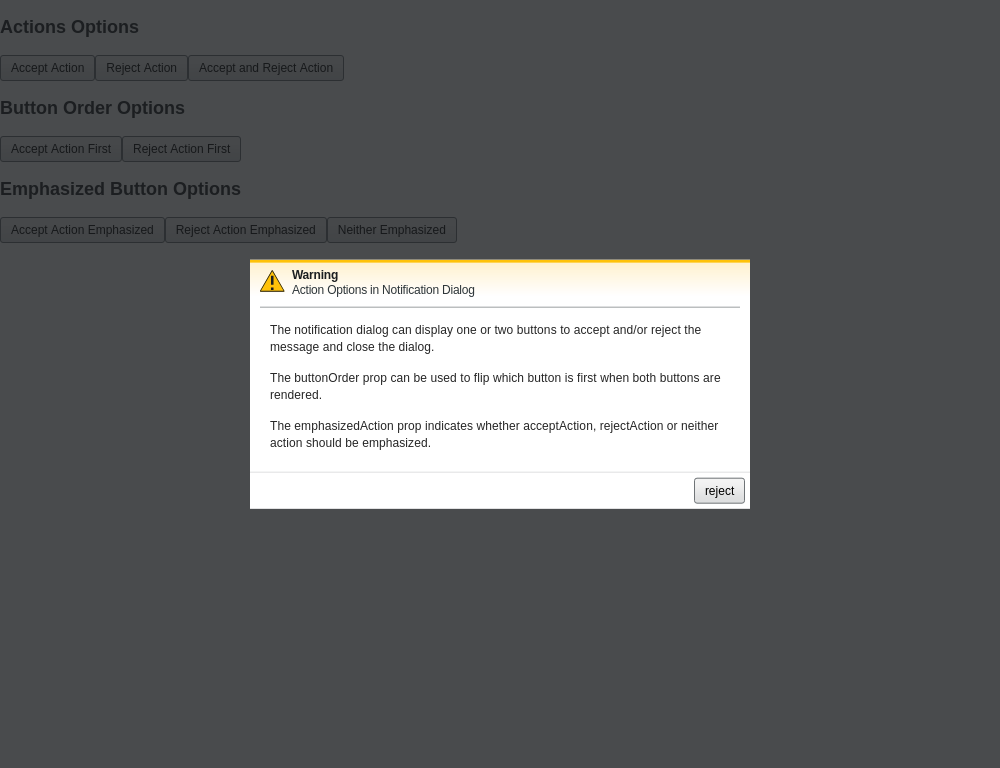 Actions Options
Accept Action Reject Action Accept and Reject Action
Button Order Options
Accept Action First Reject Action First
Emphasized Button Options
Accept Action Emphasized Reject Action Emphasized Neither Emphasized
Warning
Action Options in Notification Dialog
The notification dialog can display one or two buttons to accept and/or reject the
message and close the dialog.
The buttonOrder prop can be used to flip which button is first when both buttons are
rendered.
The emphasizedAction prop indicates whether acceptAction, rejectAction or neither
action should be emphasized.
reject